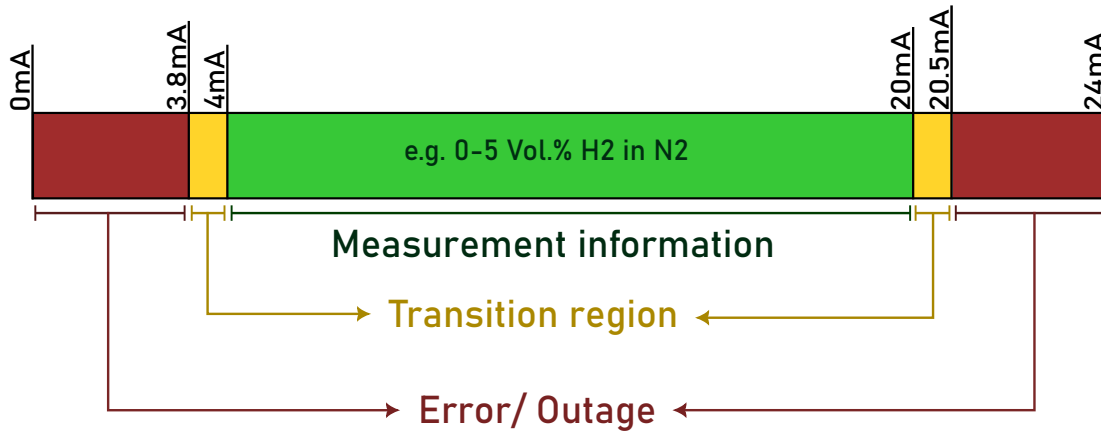 0mA
3.8mA
4mA
20mA
20.5mA
24mA
e.g. 0-5 Vol.% H2 in N2
Measurement information
Transition region
Error/ Outage